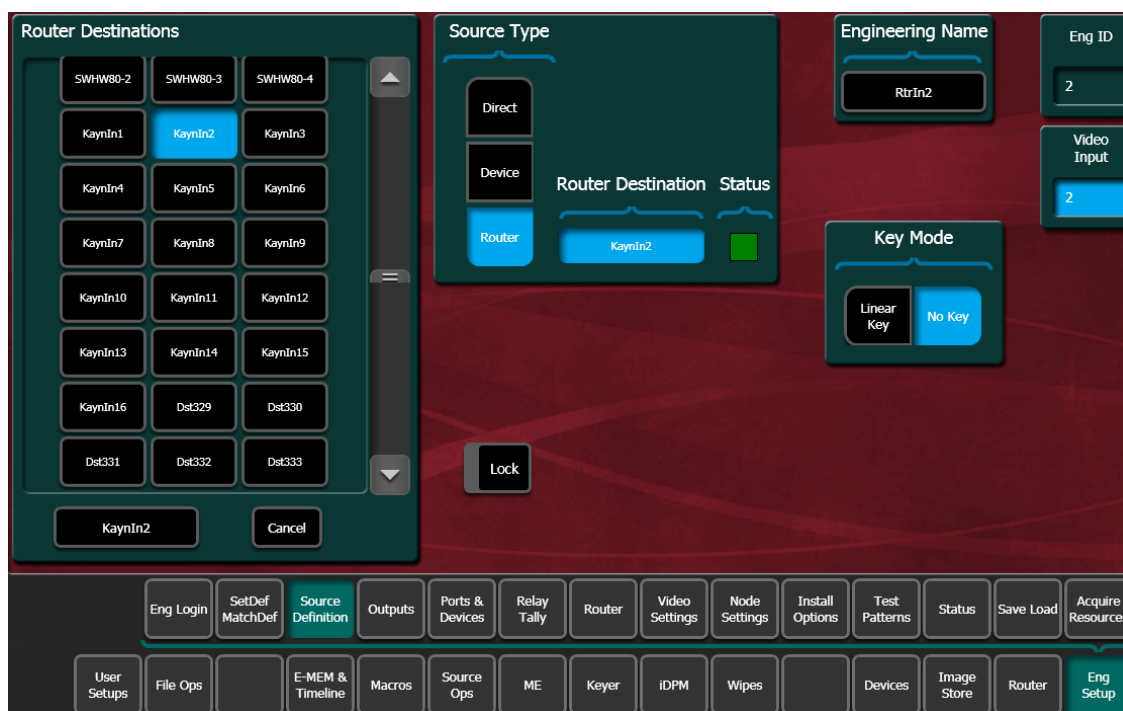 Router Destinations
SWHW80-2
SWHW80-3
SWHW80-4
KaynIn1
KaynIn2
KaynIn3
KaynIn4
KaynIn5
KaynIn6
KaynIn7
KaynIn8
KaynIn9
KaynIn10
KaynIn11
KaynIn12
KaynIn13
KaynIn14
KaynIn15
KaynIn16
Dst329
Dst330
Dst331
Dst332
Dst333
KaynIn2
Cancel
Source Type
Direct
Device
Router
Router Destination
KaynIn2
Status
Lock
Engineering Name
RtrIn2
Eng ID
2
Video
Input
2
Key Mode
Linear
Key
No Key
Eng Login
SetDef
MatchDef
Source
Definition
Outputs
Ports &
Devices
Relay
Tally
Router
Video
Settings
Node
Settings
Install
Options
Test
Patterns
Status
Save Load
Acquire
Resources
User
Setups
File Ops
E-MEM &
Timeline
Macros
Source
Ops
ME
Keyer
iDPM
Wipes
Devices
Image
Store
Router
Eng
Setup